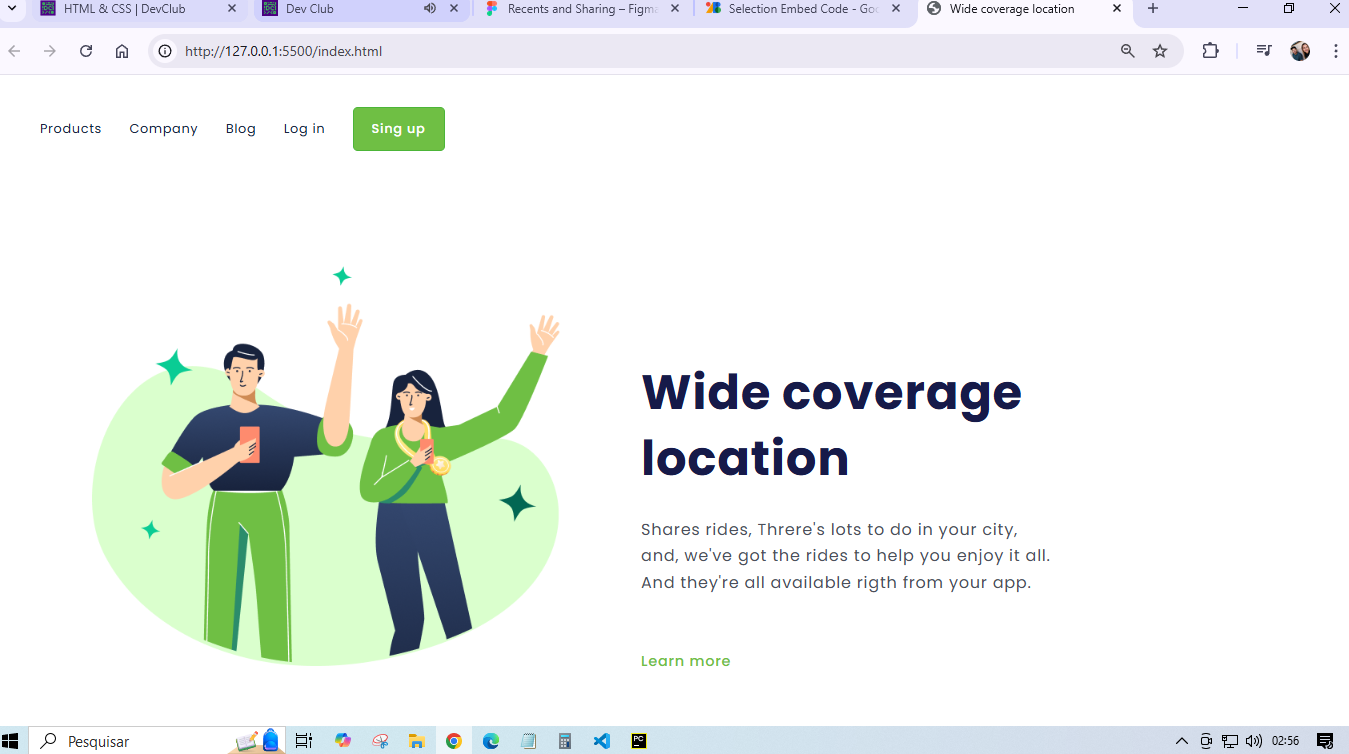 HTML & CSS | DevClub
Dev Club
Recents and Sharing – Figma
Selection Embed Code - Goo
Wide coverage location
http://127.0.0.1:5500/index.html
Products Company Blog Log in Sing up
Wide coverage
location
Shares rides, Threre's lots to do in your city,
and, we've got the rides to help you enjoy it all.
And they're all available rigth from your app.
Learn more
Pesquisar
PC
02:56